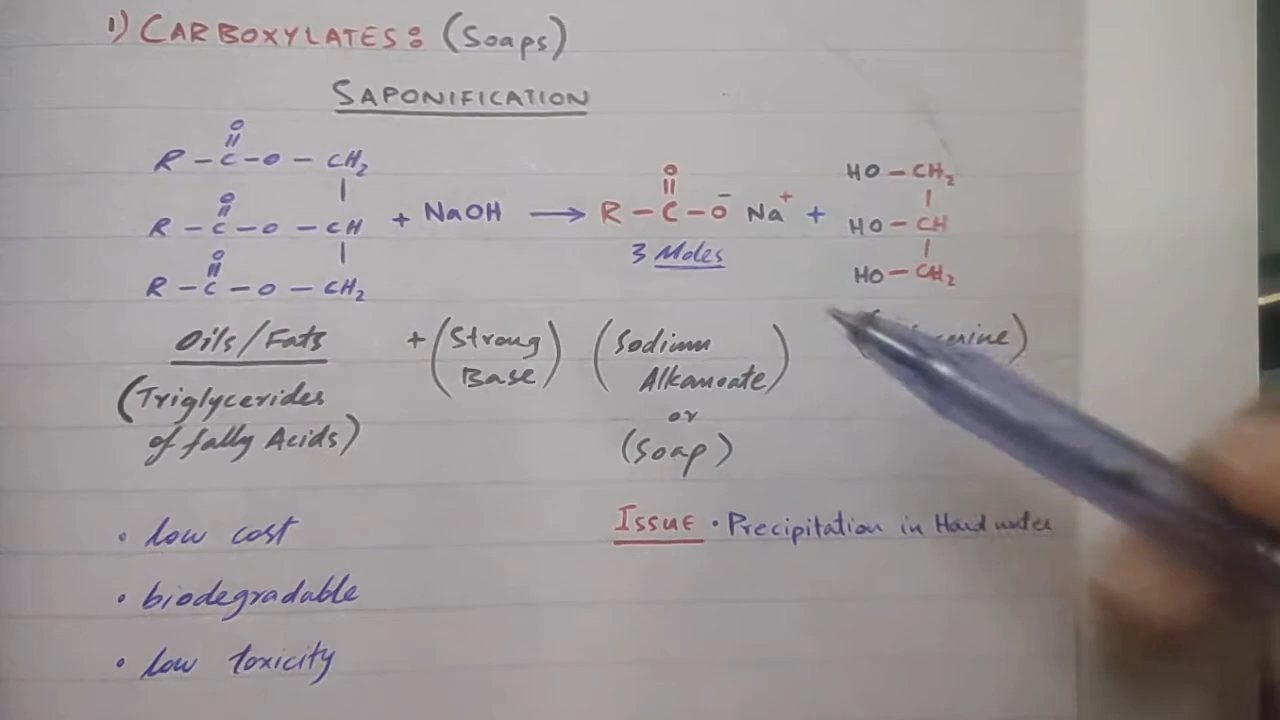 1) CARBOXYLATES: (Soaps)
SAPONIFICATION
O
R - C - O - CH2
O
R - C - O - CH
O
R - C - O - CH2
+ NaOH → 
O
R - C - O⁻ Na⁺ +
3 Moles
HO - CH2
HO - CH
HO - CH2
Oils/Fats
(Triglycerides
of fally Acids)
+ (Strong
Base)
(Sodium
Alkanoate)
or
(Soap)
• low cost
• biodegradable
• low toxicity
ISSUE • Precipitation in Hard water